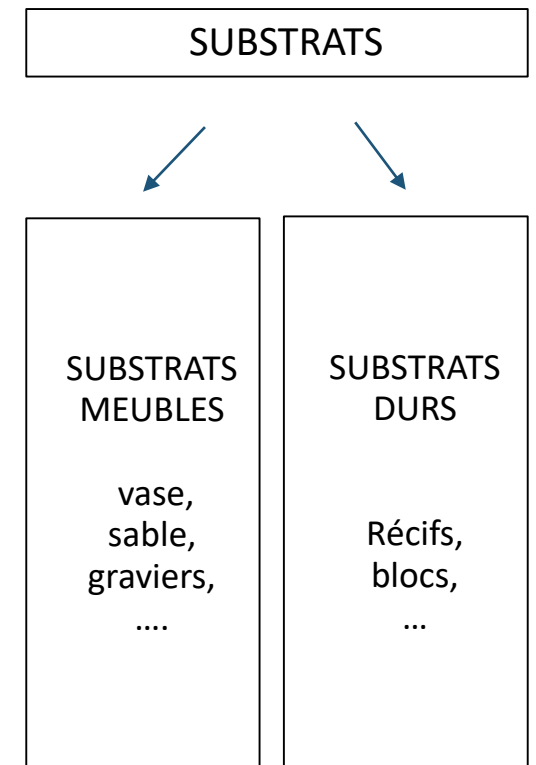 SUBSTRATS
SUBSTRATS
MEUBLES
vase,
sable,
graviers,
....
SUBSTRATS
DURS
Récifs,
blocs,
...